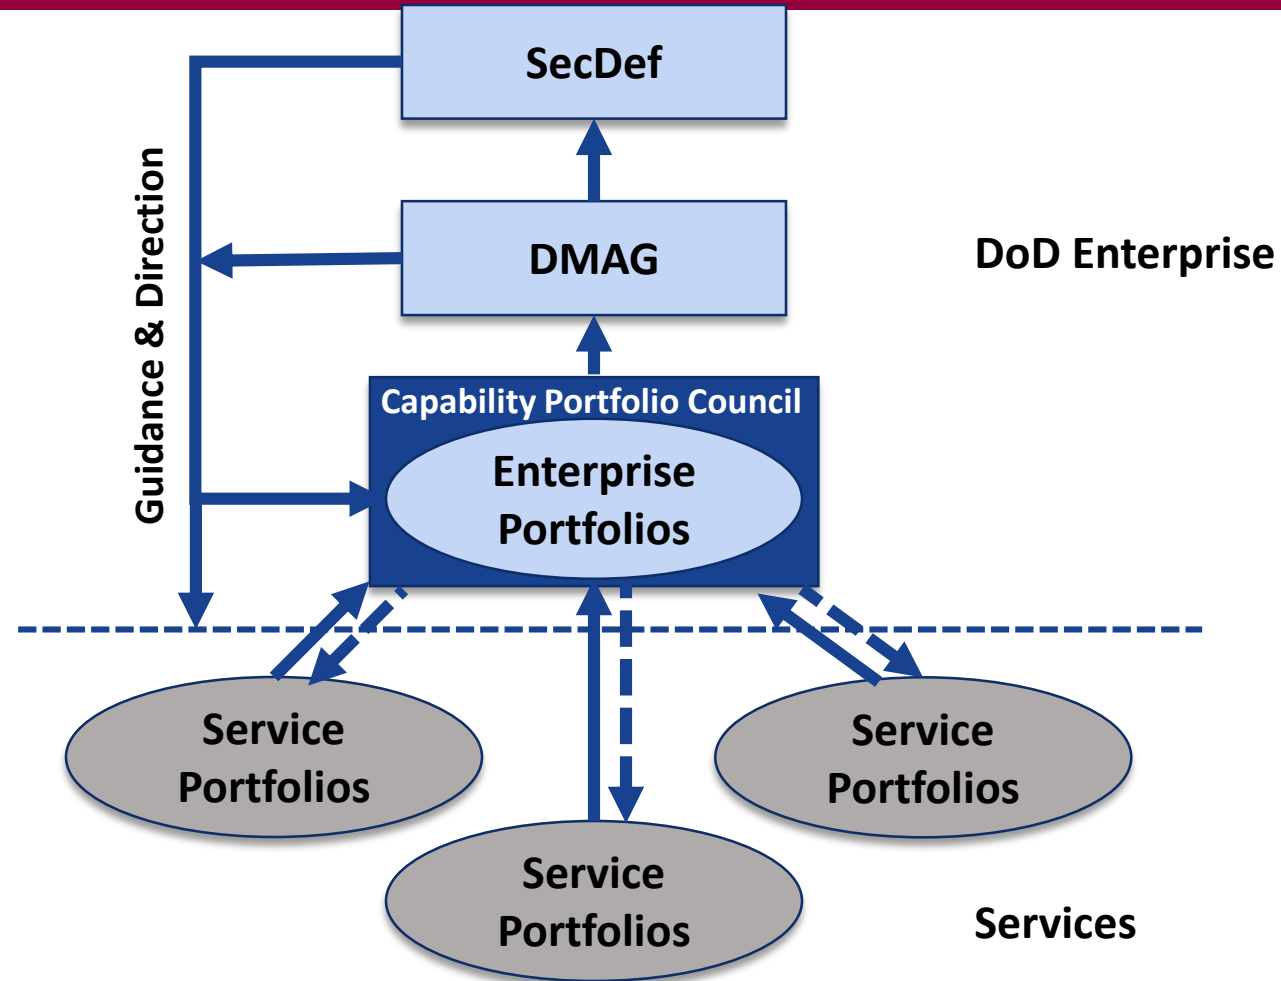 SecDef
Guidance & Direction
DMAG
DoD Enterprise
Capability Portfolio Council
Enterprise
Portfolios
Service
Portfolios
Service
Portfolios
Service
Portfolios
Services